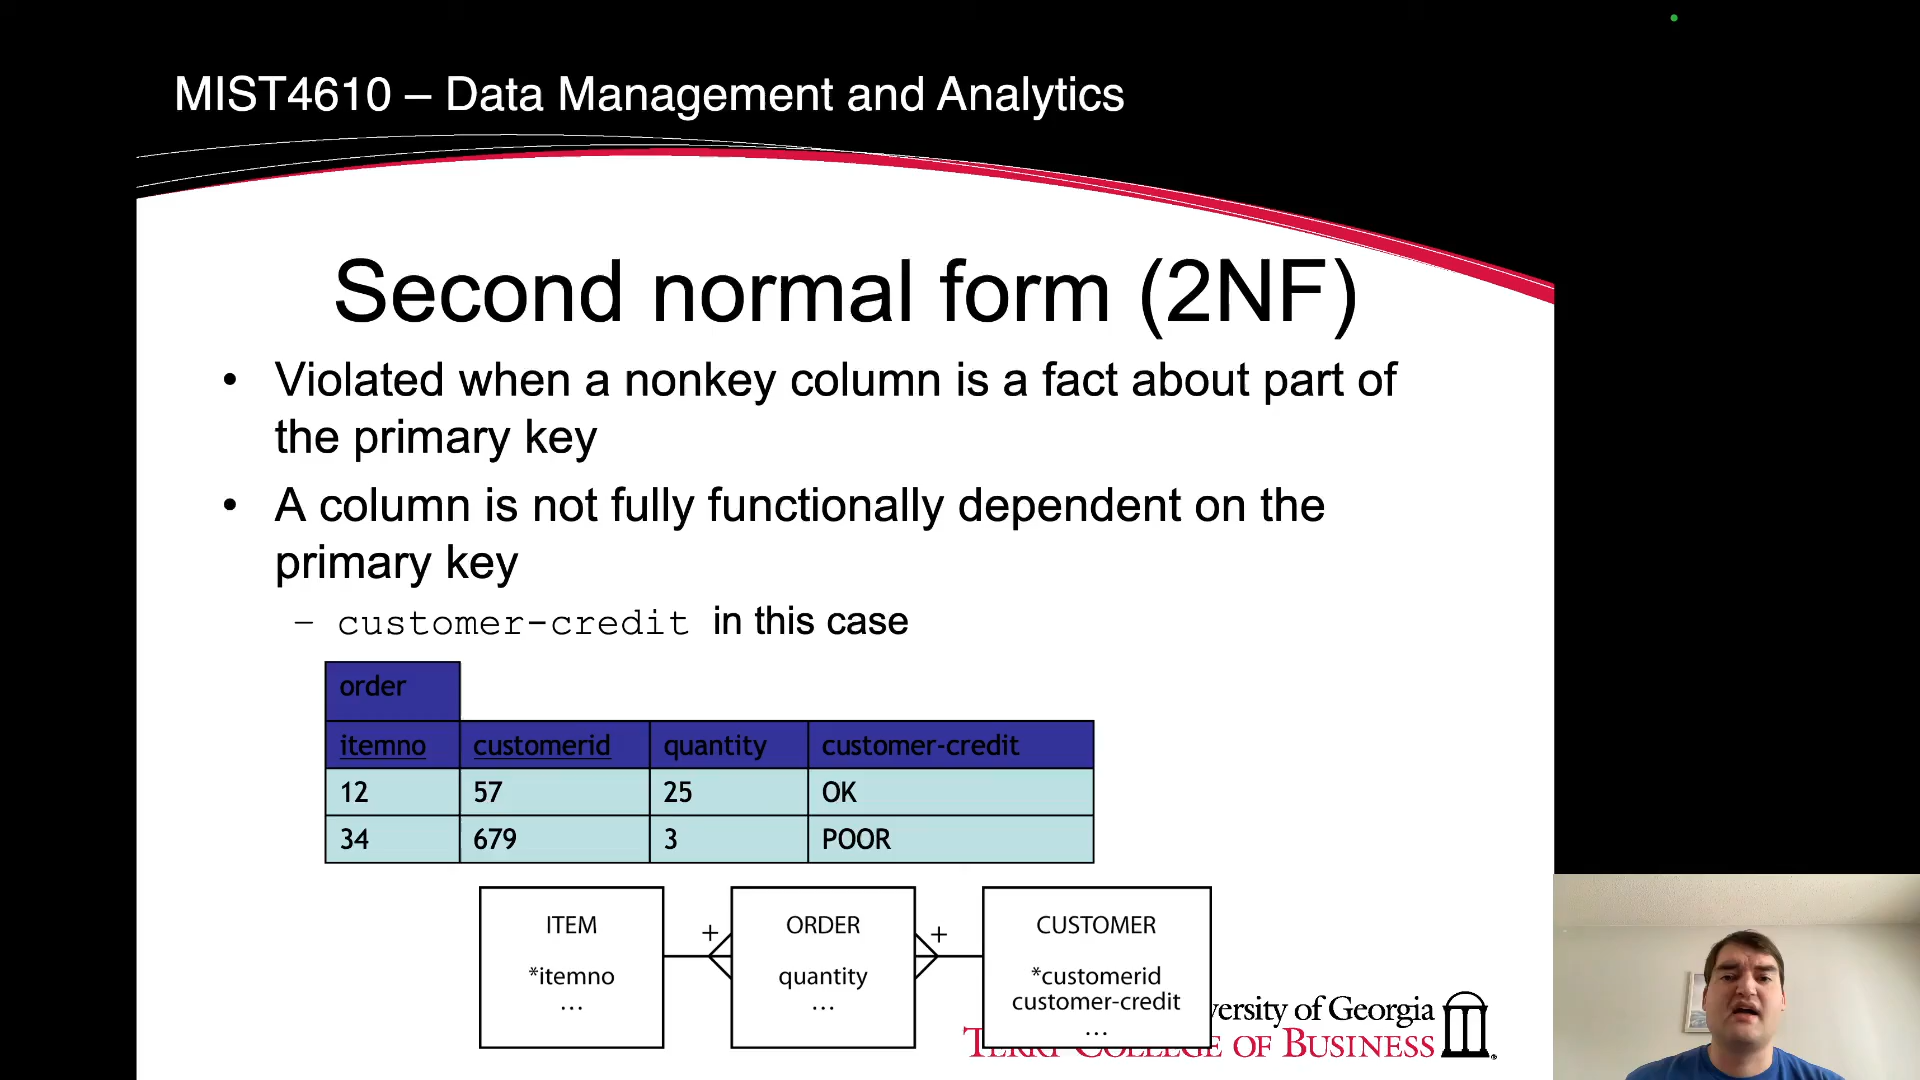 MIST4610 – Data Management and Analytics
Second normal form (2NF)
• Violated when a nonkey column is a fact about part of
the primary key
• A column is not fully functionally dependent on the
primary key
– customer-credit in this case
order
itemno customerid quantity customer-credit
12 57 25 OK
34 679 3 POOR
ITEM
*itemno
...
+
ORDER
quantity
...
+
CUSTOMER
*customerid
customer-credit
...
versity of Georgia
OF BUSINESS